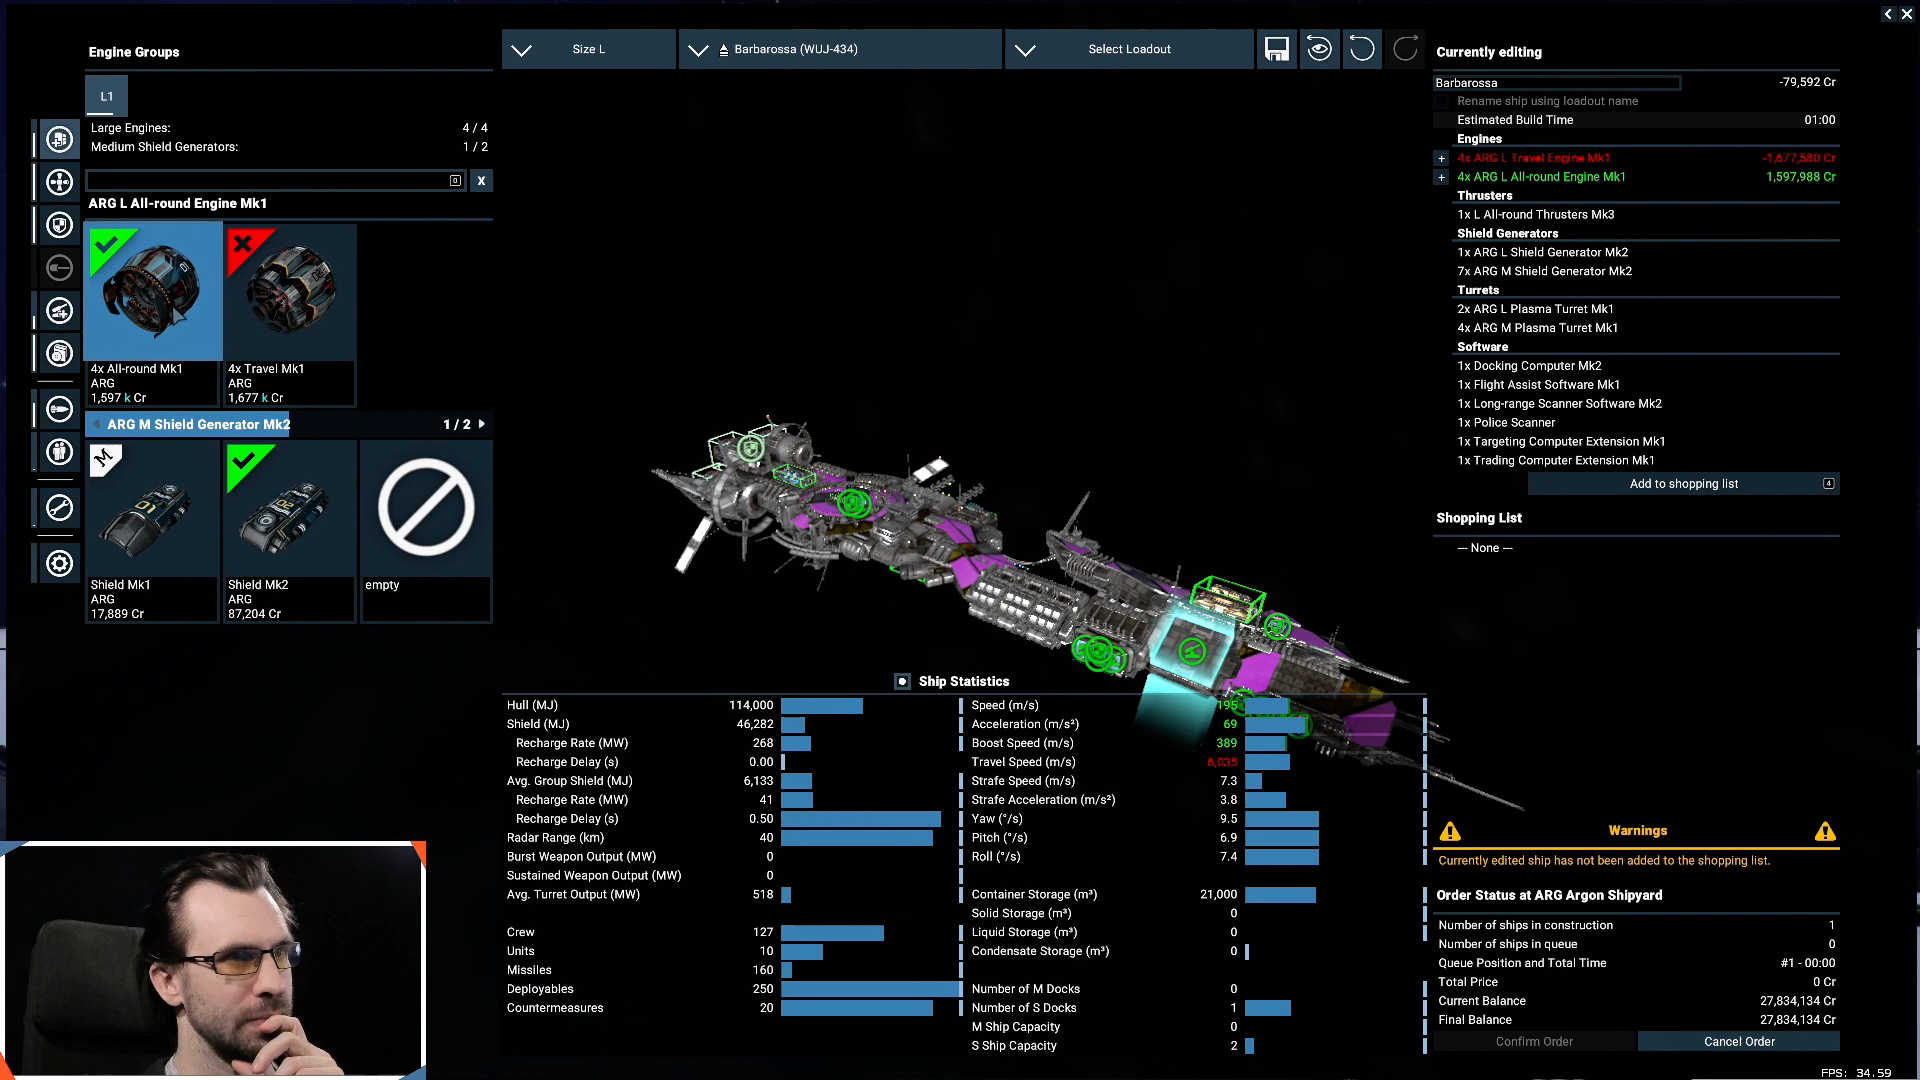 Engine Groups
L1
Large Engines: 4 / 4
Medium Shield Generators: 1 / 2
X
ARG L All-round Engine Mk1
4x All-round Mk1
ARG
1,597 k Cr
4x Travel Mk1
ARG
1,677 k Cr
ARG M Shield Generator Mk2 1 / 2
M
01
02
Shield Mk1
ARG
17,889 Cr
Shield Mk2
ARG
87,204 Cr
empty
Size L
Barbarossa (WUJ-434)
Select Loadout
Ship Statistics
Hull (MJ) 114,000
Shield (MJ) 46,282
Recharge Rate (MW) 268
Recharge Delay (s) 0.00
Avg. Group Shield (MJ) 6,133
Recharge Rate (MW) 41
Recharge Delay (s) 0.50
Radar Range (km) 40
Burst Weapon Output (MW) 0
Sustained Weapon Output (MW) 0
Avg. Turret Output (MW) 518
Crew 127
Units 10
Missiles 160
Deployables 250
Countermeasures 20
Speed (m/s) 195
Acceleration (m/s²) 69
Boost Speed (m/s) 389
Travel Speed (m/s) 6,035
Strafe Speed (m/s) 7.3
Strafe Acceleration (m/s²) 3.8
Yaw (°/s) 9.5
Pitch (°/s) 6.9
Roll (°/s) 7.4
Container Storage (m³) 21,000
Solid Storage (m³) 0
Liquid Storage (m³) 0
Condensate Storage (m³) 0
Number of M Docks 0
Number of S Docks 1
M Ship Capacity 0
S Ship Capacity 2
Currently editing
Barbarossa -79,592 Cr
Rename ship using loadout name
Estimated Build Time 01:00
Engines
+ 4x ARG L Travel Engine Mk1 -1,677,580 Cr
+ 4x ARG L All-round Engine Mk1 1,597,988 Cr
Thrusters
1x L All-round Thrusters Mk3
Shield Generators
1x ARG L Shield Generator Mk2
7x ARG M Shield Generator Mk2
Turrets
2x ARG L Plasma Turret Mk1
4x ARG M Plasma Turret Mk1
Software
1x Docking Computer Mk2
1x Flight Assist Software Mk1
1x Long-range Scanner Software Mk2
1x Police Scanner
1x Targeting Computer Extension Mk1
1x Trading Computer Extension Mk1
Add to shopping list 4
Shopping List
--- None ---
Warnings
Currently edited ship has not been added to the shopping list.
Order Status at ARG Argon Shipyard
Number of ships in construction 1
Number of ships in queue 0
Queue Position and Total Time #1 - 00:00
Total Price 0 Cr
Current Balance 27,834,134 Cr
Final Balance 27,834,134 Cr
Confirm Order
Cancel Order
FPS: 34.59